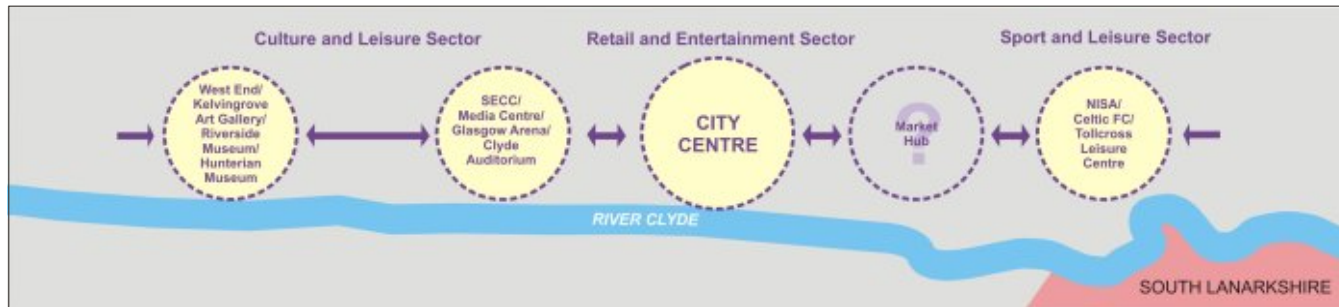 Culture and Leisure Sector
Retail and Entertainment Sector
Sport and Leisure Sector
West End/
Kelvingrove
Art Gallery/
Riverside
Museum/
Hunterian
Museum
SECC/
Media Centre/
Glasgow Arena/
Clyde
Auditorium
CITY
CENTRE
?
Market
Hub
NISA/
Celtic FC/
Tollcross
Leisure
Centre
RIVER CLYDE
SOUTH LANARKSHIRE